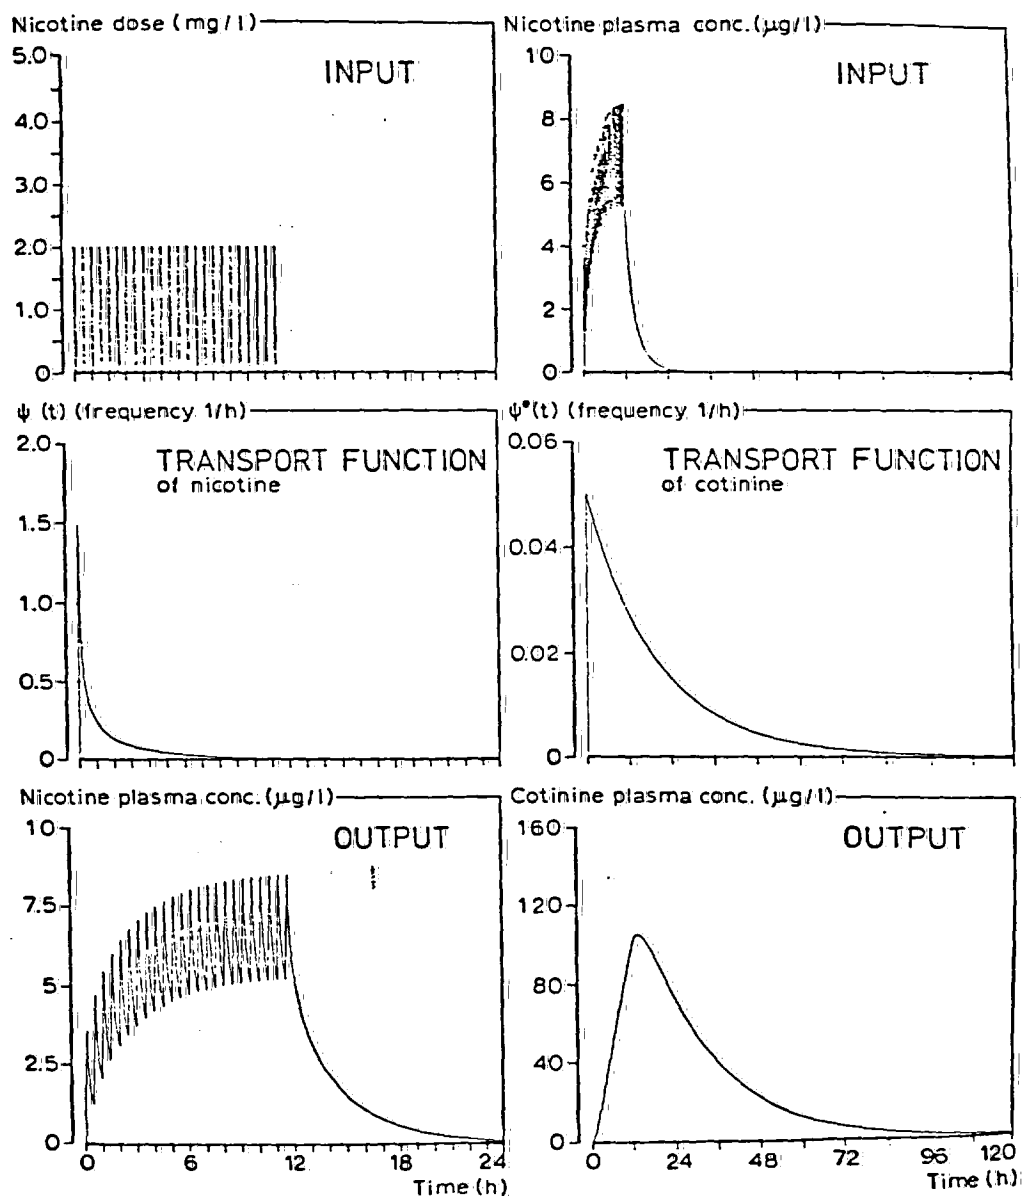 Nicotine dose (mg/l)
5.0
4.0
3.0
2.0
1.0
0
INPUT
Nicotine plasma conc. (μg/l)
10
8
6
4
2
0
INPUT
ψ (t) (frequency 1/h)
2.0
1.5
1.0
0.5
0
TRANSPORT FUNCTION
of nicotine
ψ*(t) (frequency 1/h)
0.06
0.04
0.02
0
TRANSPORT FUNCTION
of cotinine
Nicotine plasma conc. (μg/l)
10
7.5
5
2.5
0
OUTPUT
0 6 12 18 24
Time (h)
Cotinine plasma conc. (μg/l)
160
120
80
40
0
OUTPUT
0 24 48 72 96 120
Time (h)